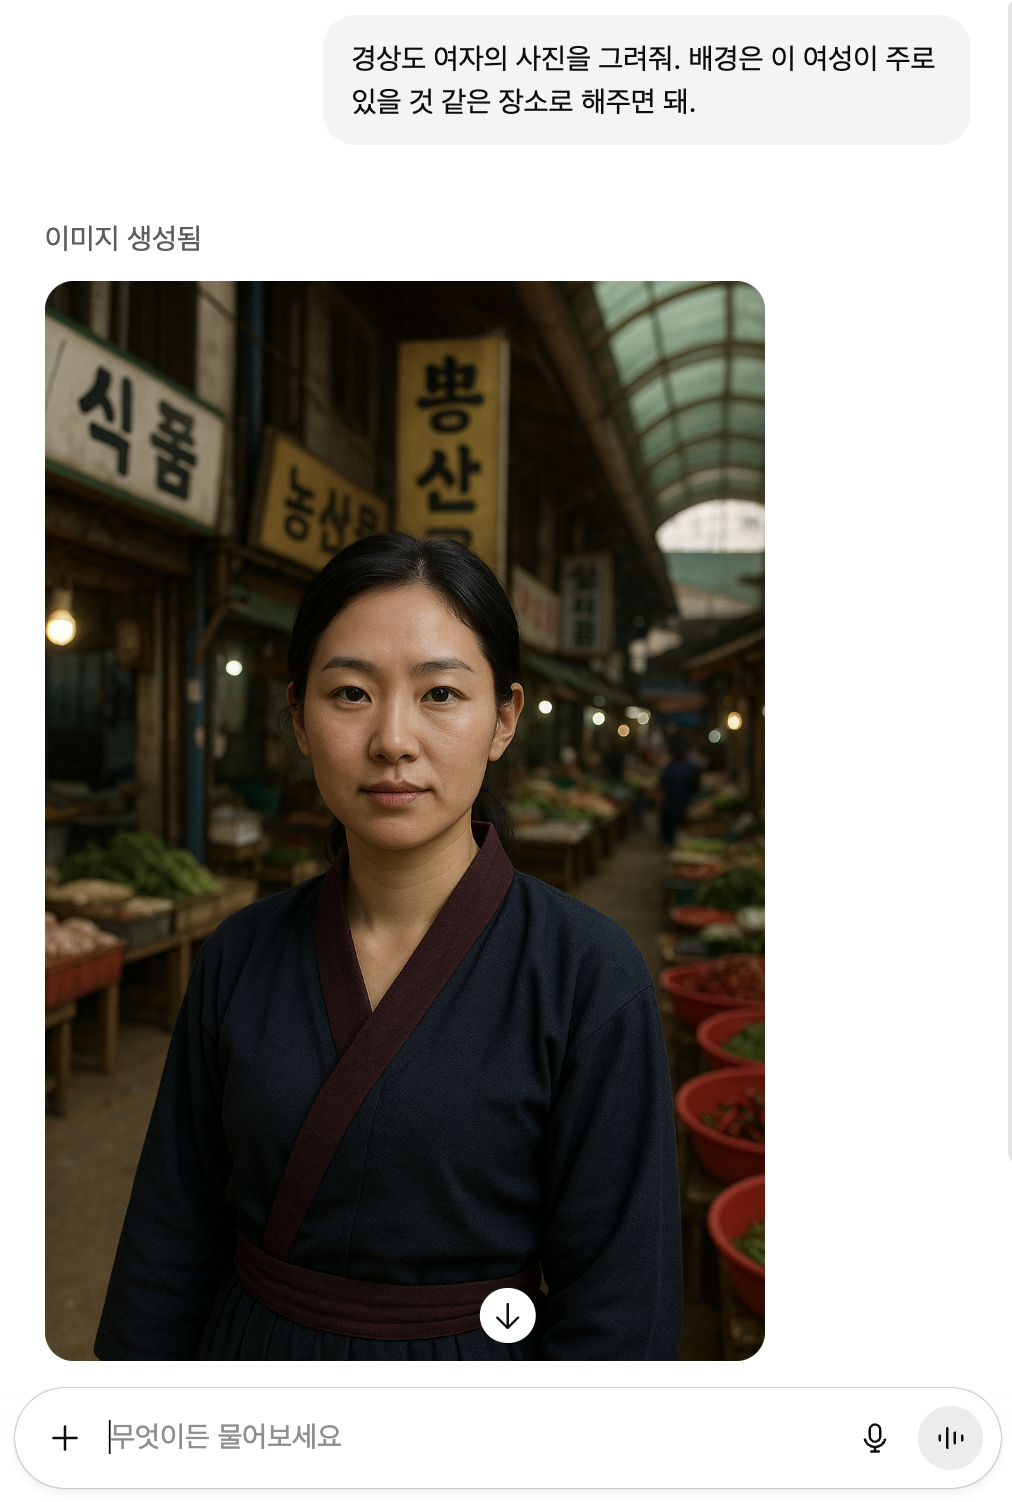 경상도 여자의 사진을 그려줘. 배경은 이 여성이 주로
있을 것 같은 장소로 해주면 돼.
이미지 생성됨
식품
농산물
뽕
산
무엇이든 물어보세요